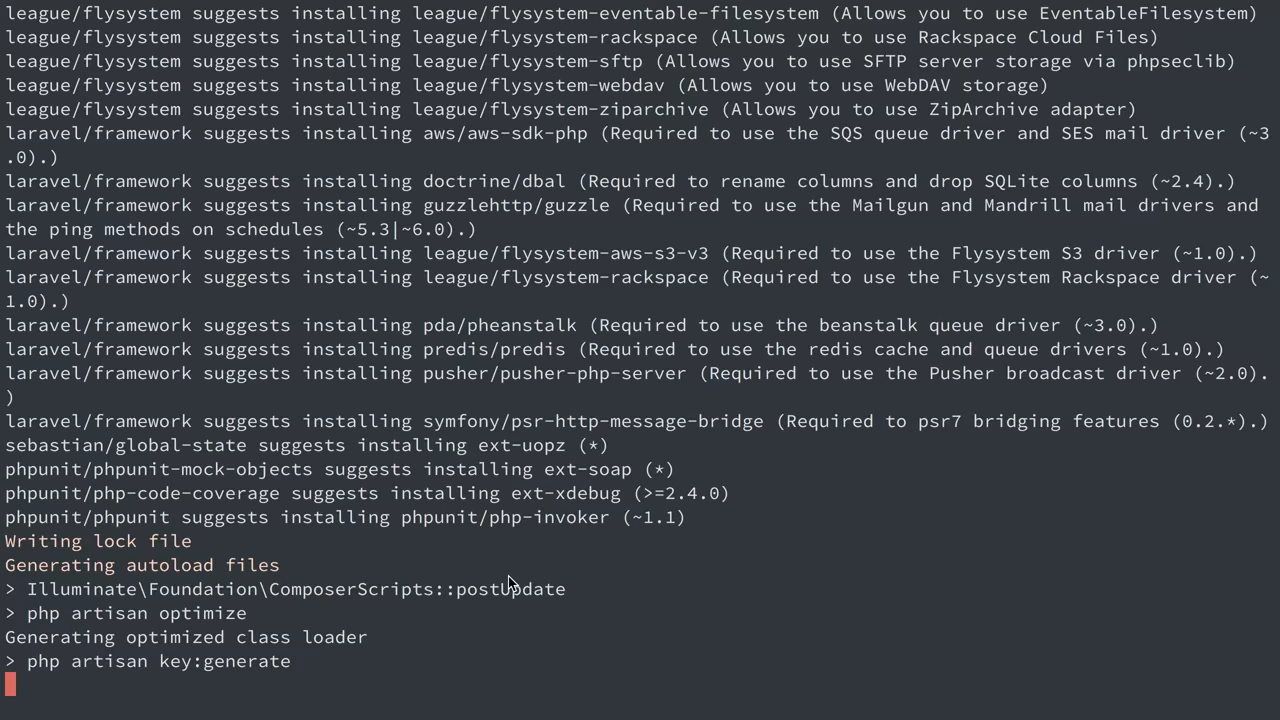 league/flysystem suggests installing league/flysystem-eventable-filesystem (Allows you to use EventableFilesystem)
league/flysystem suggests installing league/flysystem-rackspace (Allows you to use Rackspace Cloud Files)
league/flysystem suggests installing league/flysystem-sftp (Allows you to use SFTP server storage via phpseclib)
league/flysystem suggests installing league/flysystem-webdav (Allows you to use WebDAV storage)
league/flysystem suggests installing league/flysystem-ziparchive (Allows you to use ZipArchive adapter)
laravel/framework suggests installing aws/aws-sdk-php (Required to use the SQS queue driver and SES mail driver (~3
.0).)
laravel/framework suggests installing doctrine/dbal (Required to rename columns and drop SQLite columns (~2.4).)
laravel/framework suggests installing guzzlehttp/guzzle (Required to use the Mailgun and Mandrill mail drivers and
the ping methods on schedules (~5.3|~6.0).)
laravel/framework suggests installing league/flysystem-aws-s3-v3 (Required to use the Flysystem S3 driver (~1.0).)
laravel/framework suggests installing league/flysystem-rackspace (Required to use the Flysystem Rackspace driver (~
1.0).)
laravel/framework suggests installing pda/pheanstalk (Required to use the beanstalk queue driver (~3.0).)
laravel/framework suggests installing predis/predis (Required to use the redis cache and queue drivers (~1.0).)
laravel/framework suggests installing pusher/pusher-php-server (Required to use the Pusher broadcast driver (~2.0).
)
laravel/framework suggests installing symfony/psr-http-message-bridge (Required to psr7 bridging features (0.2.*).)
sebastian/global-state suggests installing ext-uopz (*)
phpunit/phpunit-mock-objects suggests installing ext-soap (*)
phpunit/php-code-coverage suggests installing ext-xdebug (>=2.4.0)
phpunit/phpunit suggests installing phpunit/php-invoker (~1.1)
Writing lock file
Generating autoload files
> Illuminate\Foundation\ComposerScripts::postUpdate
> php artisan optimize
Generating optimized class loader
> php artisan key:generate